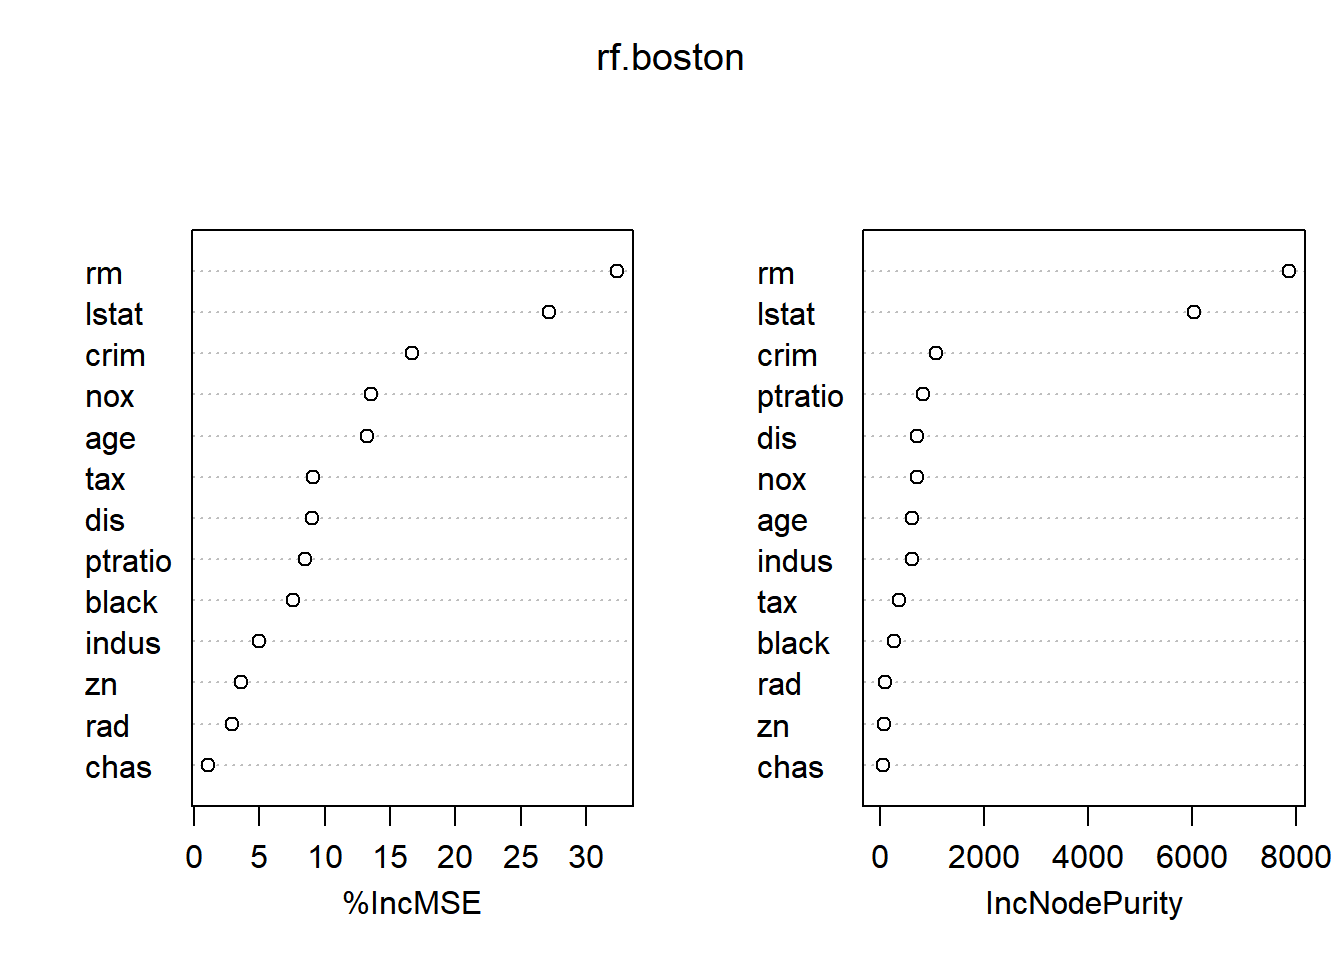 rf.boston
rm
lstat
crim
nox
age
tax
dis
ptratio
black
indus
zn
rad
chas
0 5 10 15 20 25 30
%IncMSE
rm
lstat
crim
ptratio
dis
nox
age
indus
tax
black
rad
zn
chas
0 2000 4000 6000 8000
IncNodePurity